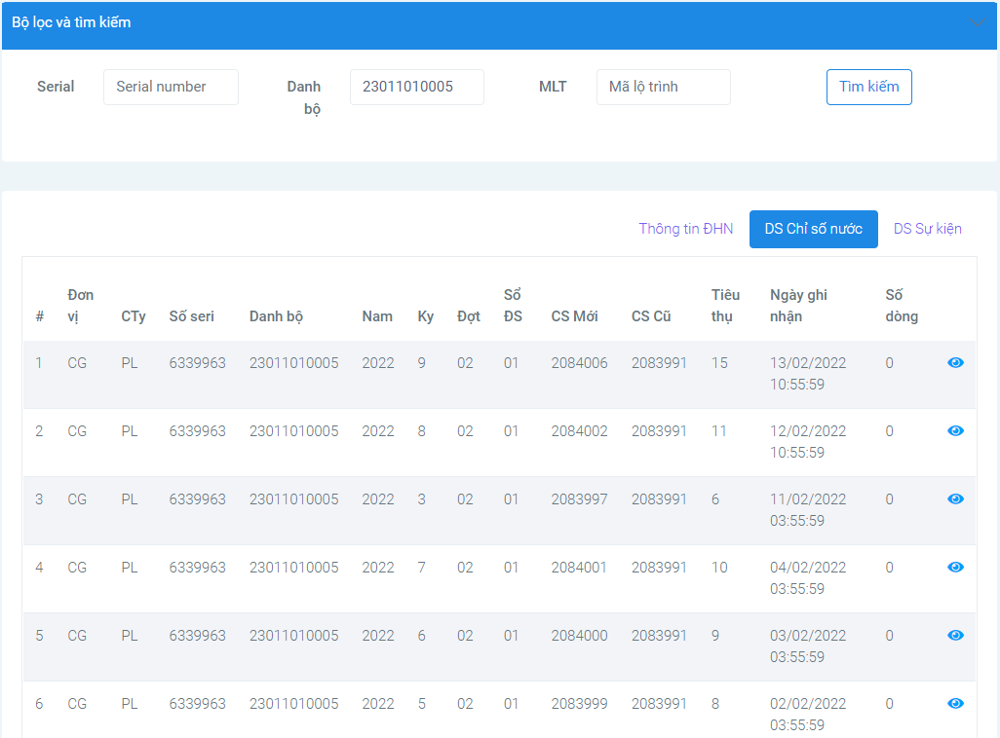 Bộ lọc và tìm kiếm
Serial Serial number Danh bộ 23011010005 MLT Mã lộ trình Tìm kiếm
Thông tin ĐHN DS Chỉ số nước DS Sự kiện
# Đơn vị CTy Số seri Danh bộ Nam Ky Đợt Sổ ĐS CS Mới CS Cũ Tiêu thụ Ngày ghi nhận Số dòng
1 CG PL 6339963 23011010005 2022 9 02 01 2084006 2083991 15 13/02/2022 10:55:59 0
2 CG PL 6339963 23011010005 2022 8 02 01 2084002 2083991 11 12/02/2022 10:55:59 0
3 CG PL 6339963 23011010005 2022 3 02 01 2083997 2083991 6 11/02/2022 03:55:59 0
4 CG PL 6339963 23011010005 2022 7 02 01 2084001 2083991 10 04/02/2022 03:55:59 0
5 CG PL 6339963 23011010005 2022 6 02 01 2084000 2083991 9 03/02/2022 03:55:59 0
6 CG PL 6339963 23011010005 2022 5 02 01 2083999 2083991 8 02/02/2022 03:55:59 0